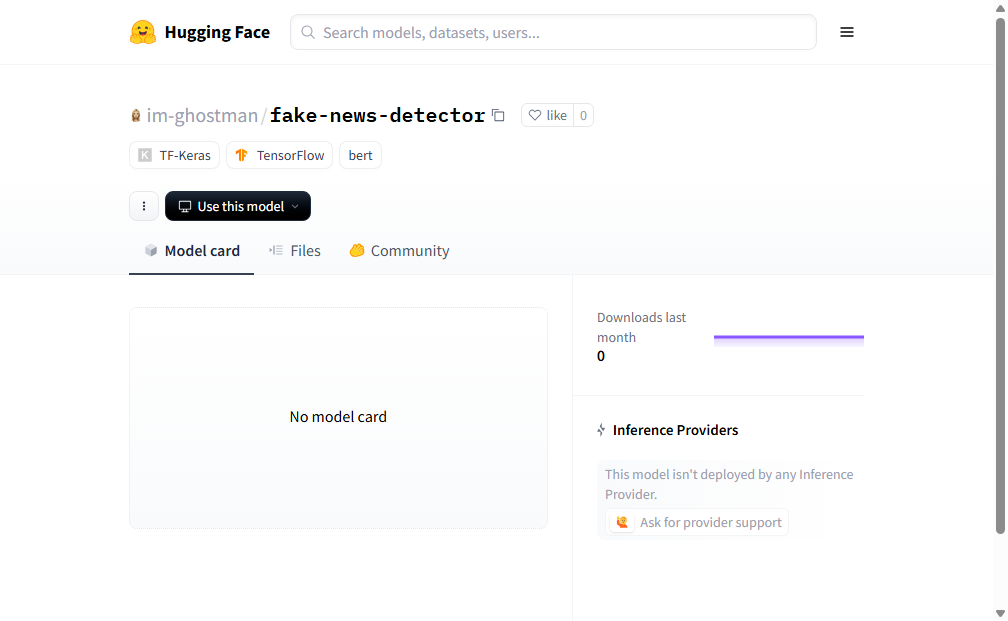 Hugging Face
Search models, datasets, users...
im-ghostman/fake-news-detector
like 0
K TF-Keras TensorFlow bert
Use this model
Model card Files Community
No model card
Downloads last
month
0
Inference Providers
This model isn't deployed by any Inference
Provider.
Ask for provider support